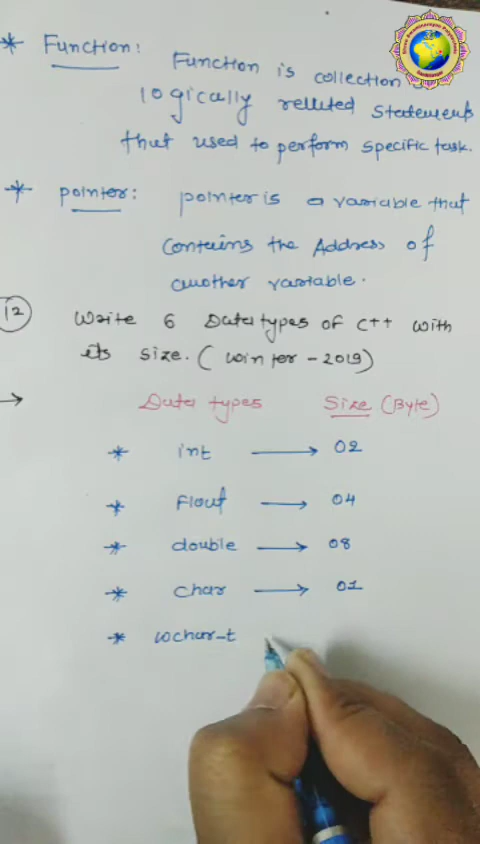 * Function: Function is collection
logically relluted statements
that used to perform specific task.
* pointer: pointer is a variable that
contains the Address of
another variable.
12 Write 6 Data types of C++ with
its size. (winter-2019)
→ Data types Size (Byte)
* int → 02
* Float → 04
* double → 08
* char → 01
* wchar-t